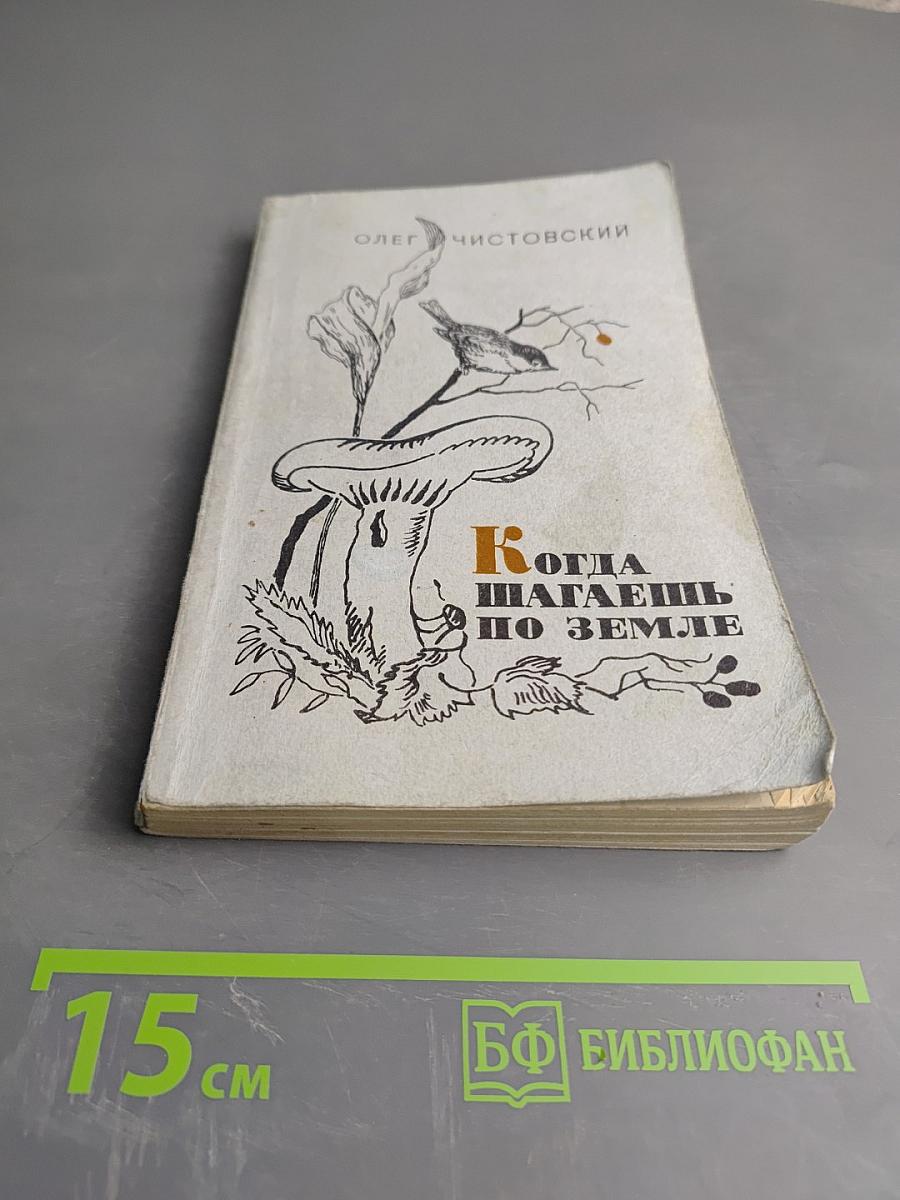 ОЛЕГ ЧИСТОВСКИЙ
КОГДА
ШАГАЕШЬ
ПО ЗЕМЛЕ
15 см
БФ БИБЛИОФАН